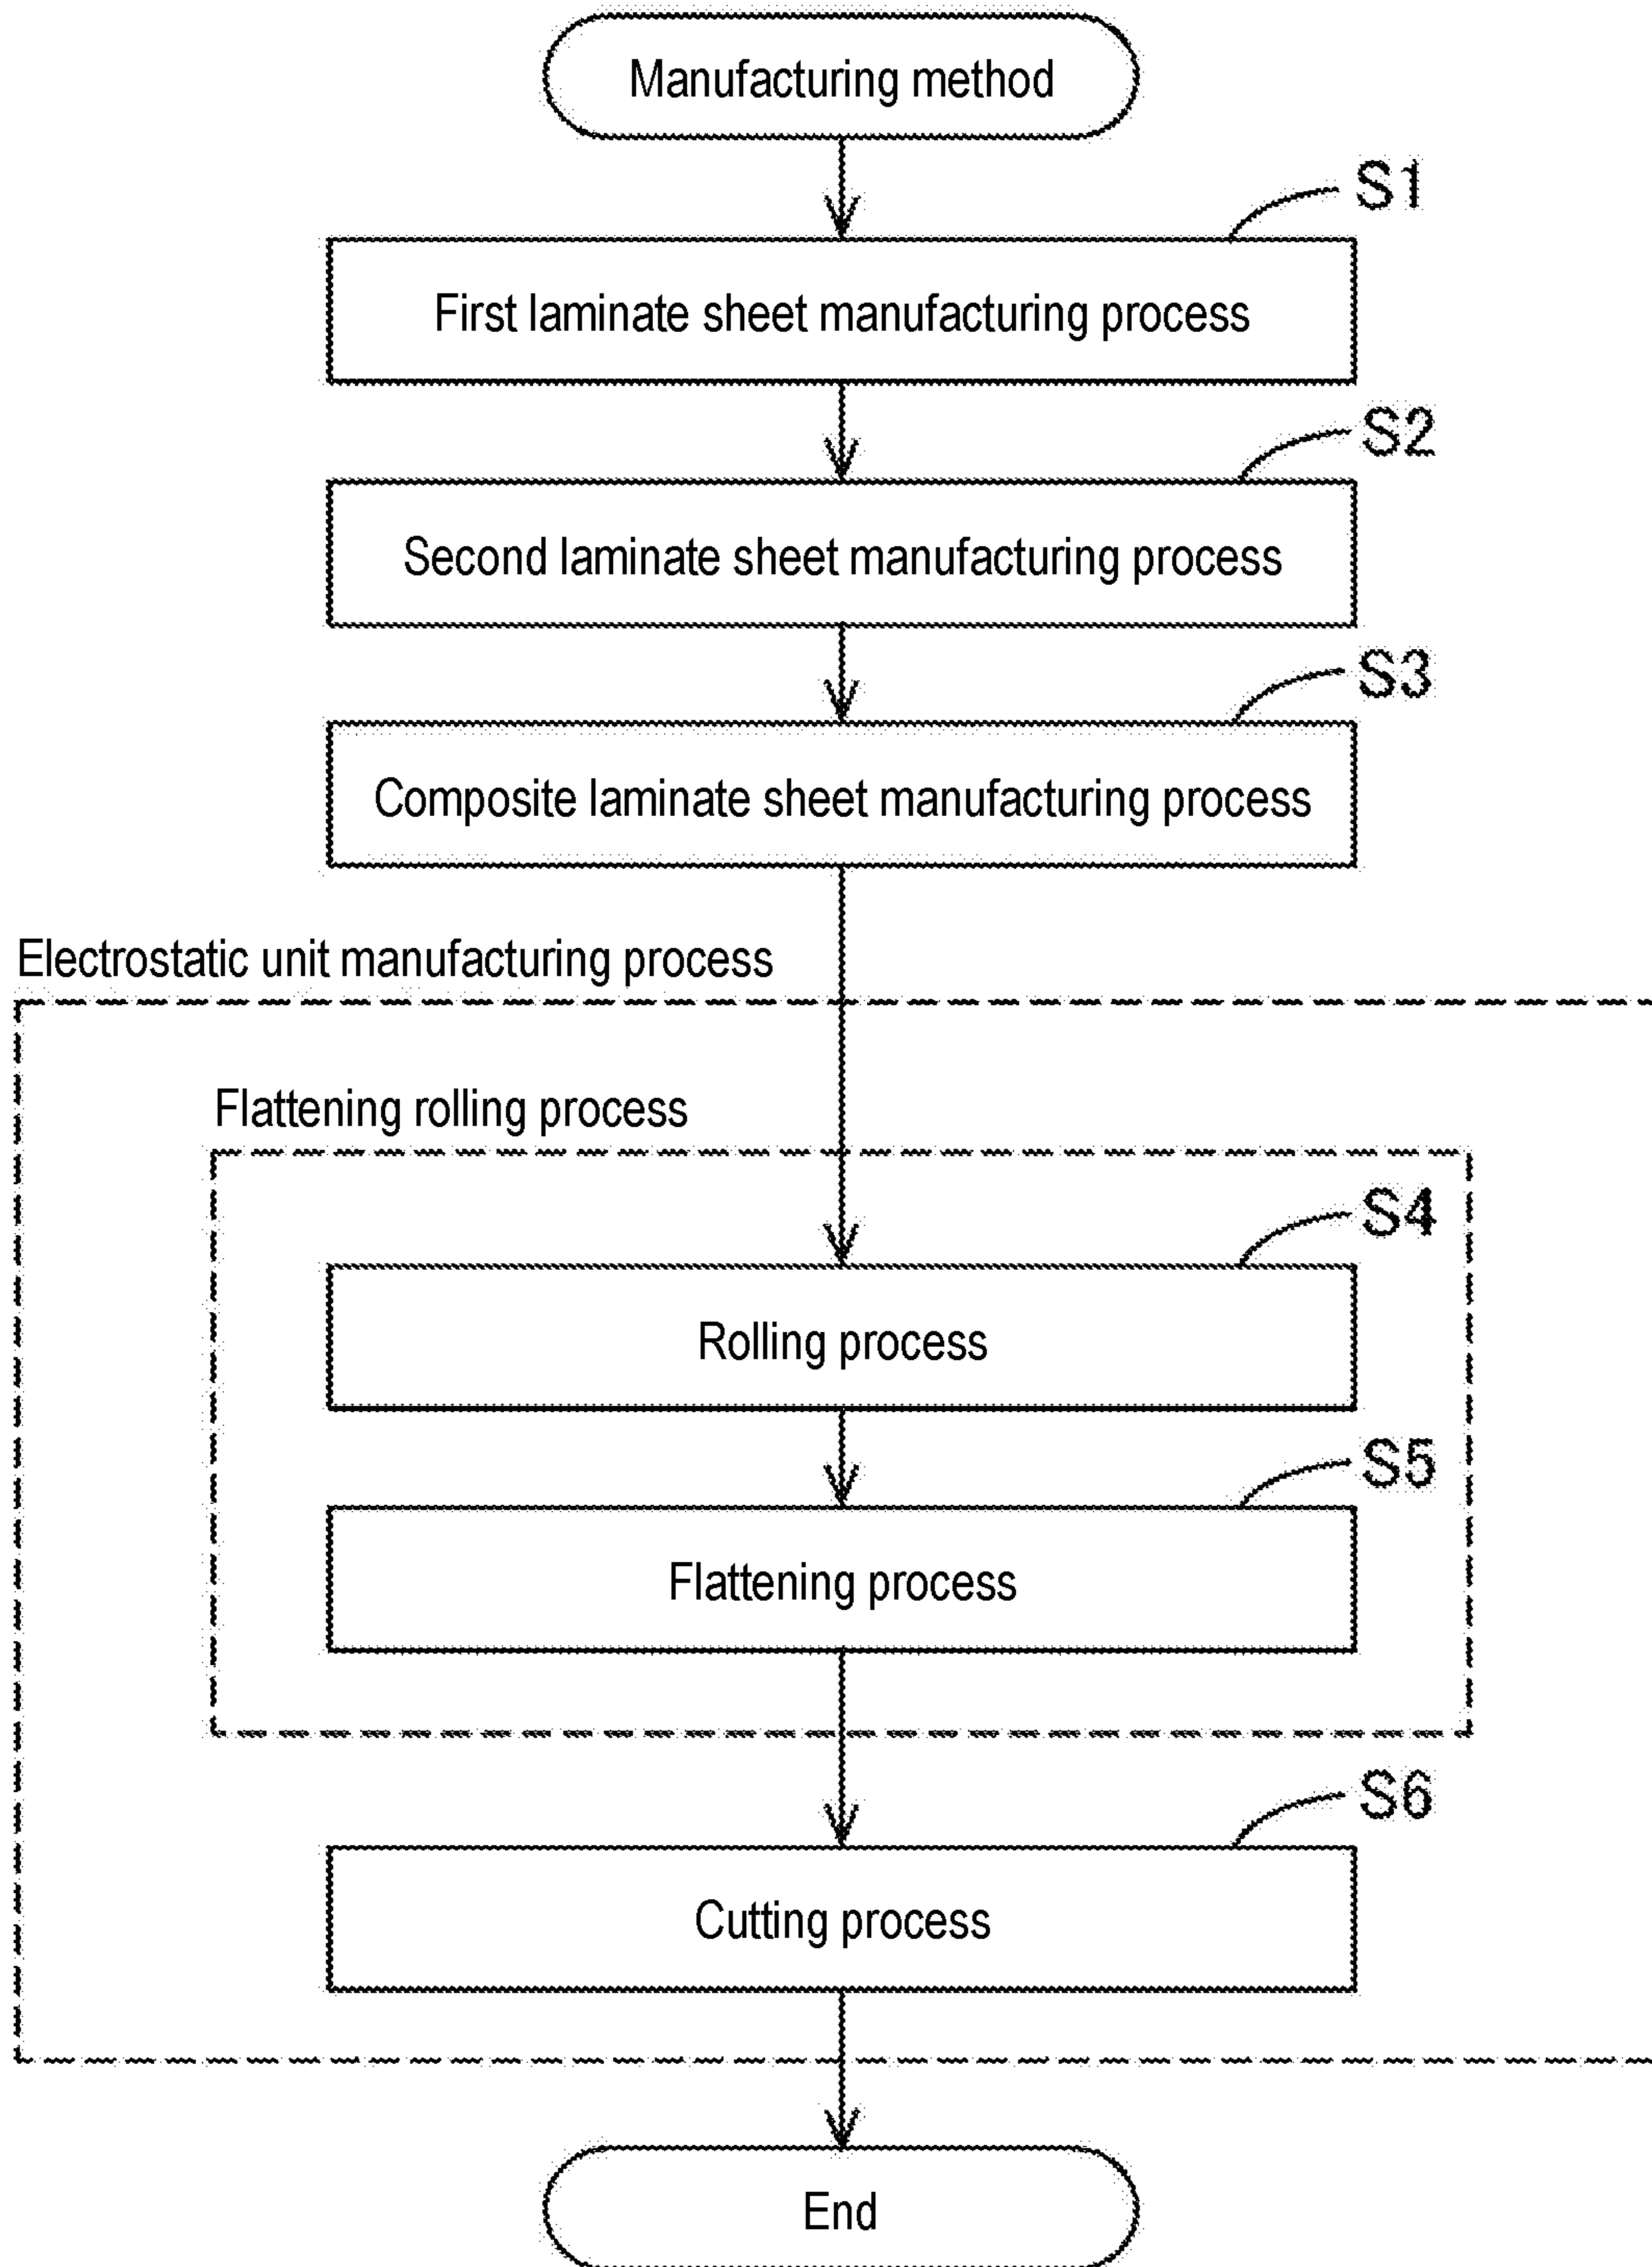 Manufacturing method
S1
First laminate sheet manufacturing process
S2
Second laminate sheet manufacturing process
S3
Composite laminate sheet manufacturing process
Electrostatic unit manufacturing process
Flattening rolling process
S4
Rolling process
S5
Flattening process
S6
Cutting process
End